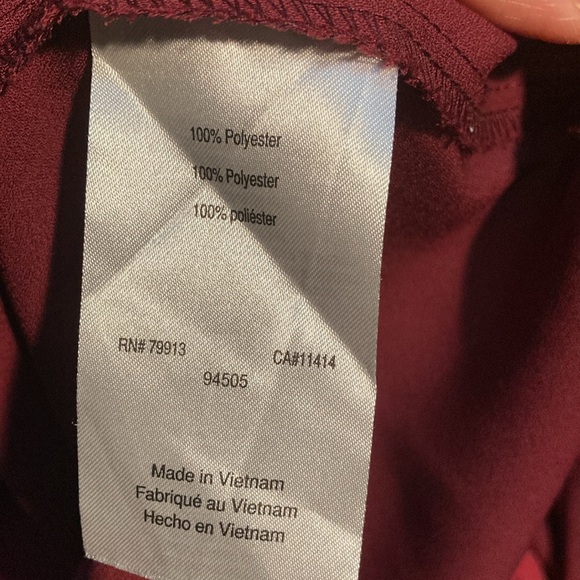 100% Polyester
100% Polyester
100% poliéster
RN# 79913 CA#11414
94505
Made in Vietnam
Fabriqué au Vietnam
Hecho en Vietnam